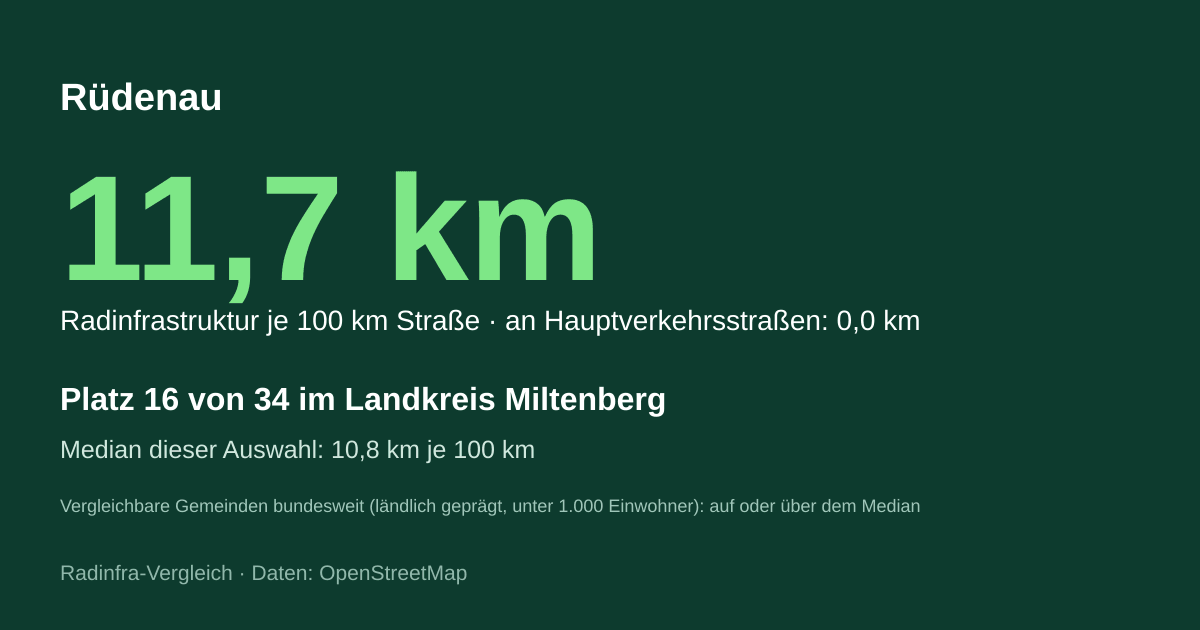 Rüdenau
11,7 km
Radinfrastruktur je 100 km Straße · an Hauptverkehrsstraßen: 0,0 km
Platz 16 von 34 im Landkreis Miltenberg
Median dieser Auswahl: 10,8 km je 100 km
Vergleichbare Gemeinden bundesweit (ländlich geprägt, unter 1.000 Einwohner): auf oder über dem Median
Radinfra-Vergleich · Daten: OpenStreetMap